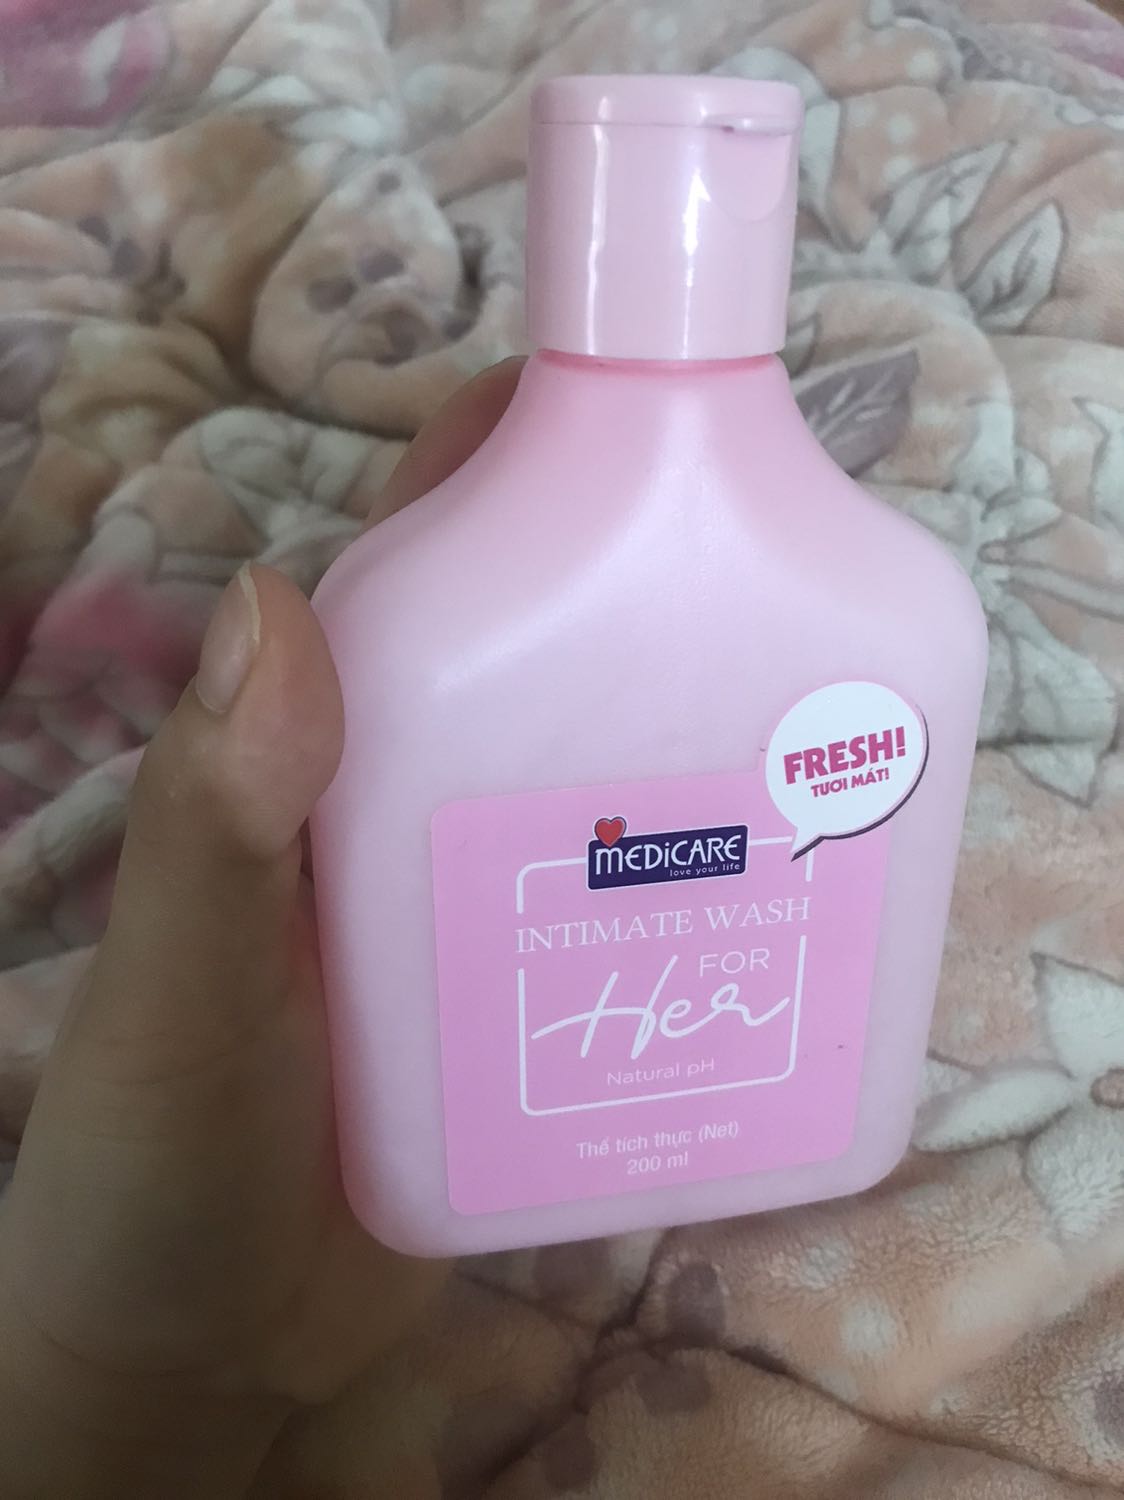 FRESH!
TƯƠI MÁT!
MEDiCARE
love your life
INTIMATE WASH
FOR
Her
Natural pH
Thể tích thực (Net)
200 ml